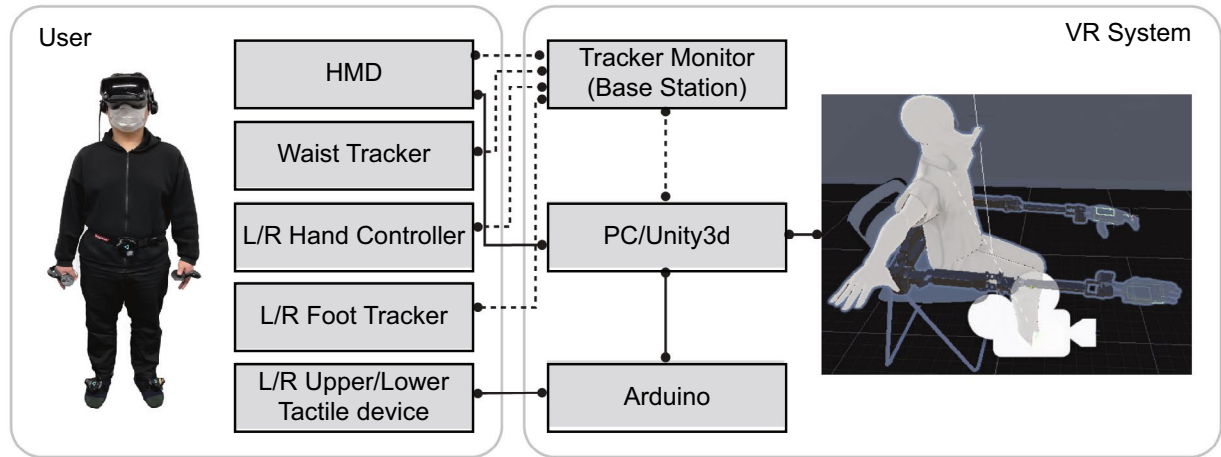 User
HMD
Waist Tracker
L/R Hand Controller
L/R Foot Tracker
L/R Upper/Lower
Tactile device
VR System
Tracker Monitor
(Base Station)
PC/Unity3d
Arduino